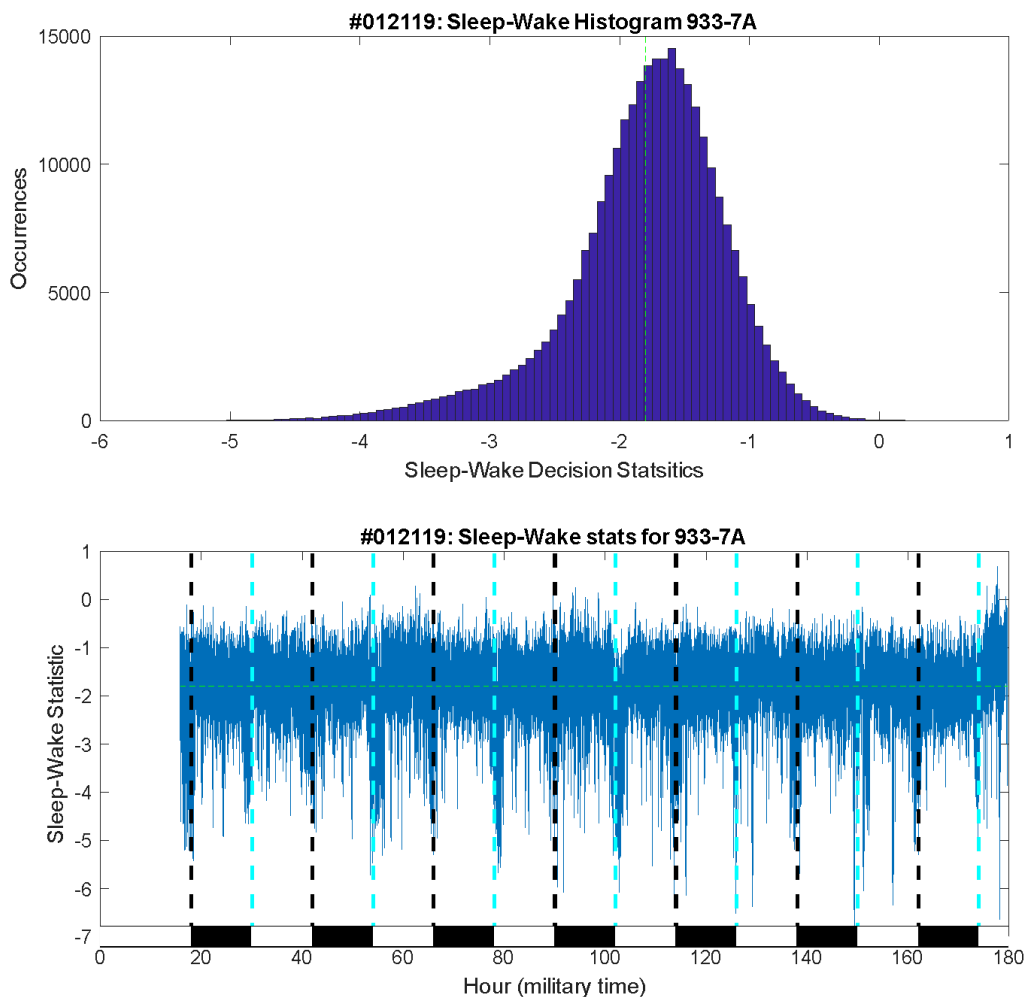 #012119: Sleep-Wake Histogram 933-7A
15000
10000
5000
0
Occurrences
-6 -5 -4 -3 -2 -1 0 1
Sleep-Wake Decision Statsitics
#012119: Sleep-Wake stats for 933-7A
1
0
-1
-2
-3
-4
-5
-6
-7
Sleep-Wake Statistic
0 20 40 60 80 100 120 140 160 180
Hour (military time)